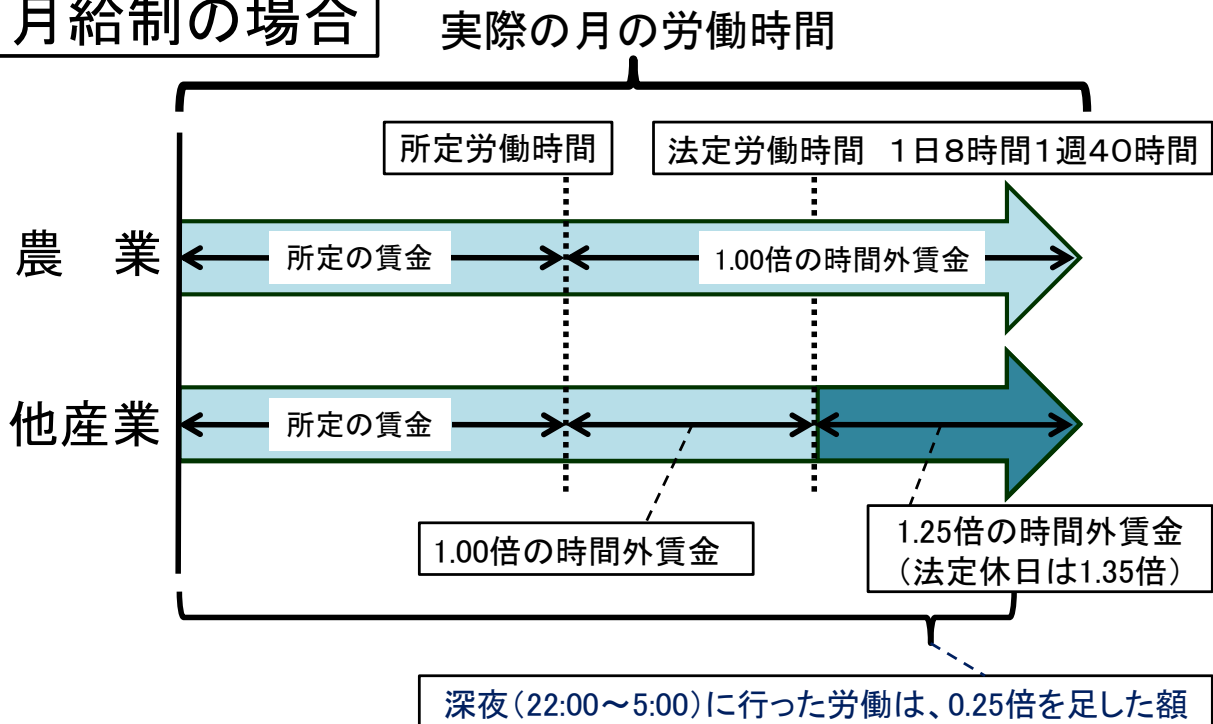 月給制の場合
実際の月の労働時間
所定労働時間
法定労働時間 1日8時間1週40時間
農 業
所定の賃金
1.00倍の時間外賃金
他産業
所定の賃金
1.00倍の時間外賃金
1.25倍の時間外賃金
（法定休日は1.35倍）
深夜（22:00～5:00）に行った労働は、0.25倍を足した額